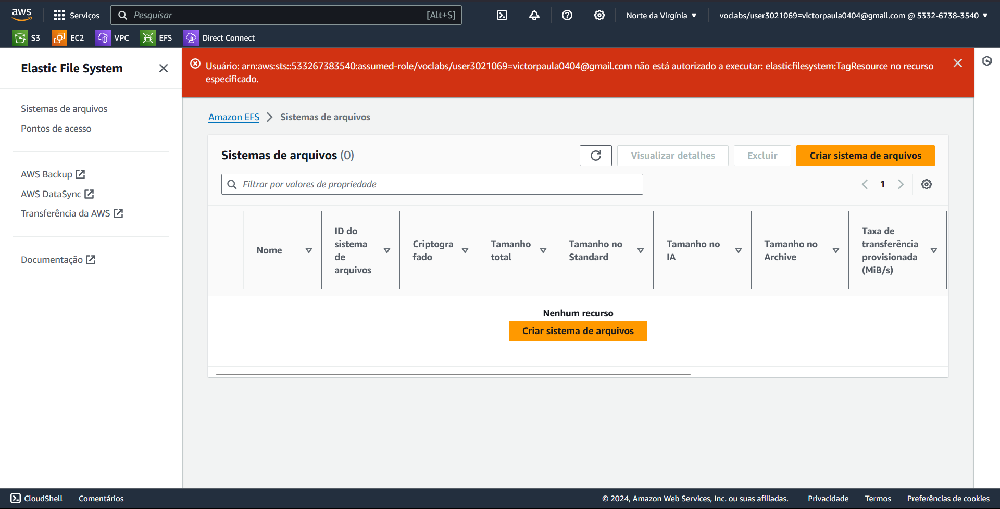 aws
Serviços
Pesquisar
[Alt+S]
Norte da Virgínia
voclabs/user3021069=victorpaula0404@gmail.com @ 5332-6738-3540
S3
EC2
VPC
EFS
Direct Connect
Elastic File System
Sistemas de arquivos
Pontos de acesso
AWS Backup
AWS DataSync
Transferência da AWS
Documentação
Usuário: arn:aws:sts::533267383540:assumed-role/voclabs/user3021069=victorpaula0404@gmail.com não está autorizado a executar: elasticfilesystem:TagResource no recurso
especificado.
Amazon EFS
Sistemas de arquivos
Sistemas de arquivos (0)
Visualizar detalhes
Excluir
Criar sistema de arquivos
Filtrar por valores de propriedade
1
Nome
ID do
sistema
de
arquivos
Criptogra
fado
Tamanho
total
Tamanho no
Standard
Tamanho no
IA
Tamanho no
Archive
Taxa de
transferência
provisionada
(MiB/s)
Nenhum recurso
Criar sistema de arquivos
CloudShell
Comentários
© 2024, Amazon Web Services, Inc. ou suas afiliadas.
Privacidade
Termos
Preferências de cookies